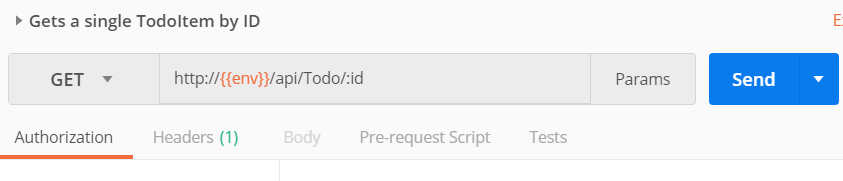 Gets a single TodoItem by ID
GET http://{{env}}/api/Todo/:id Params Send
Authorization Headers (1) Body Pre-request Script Tests